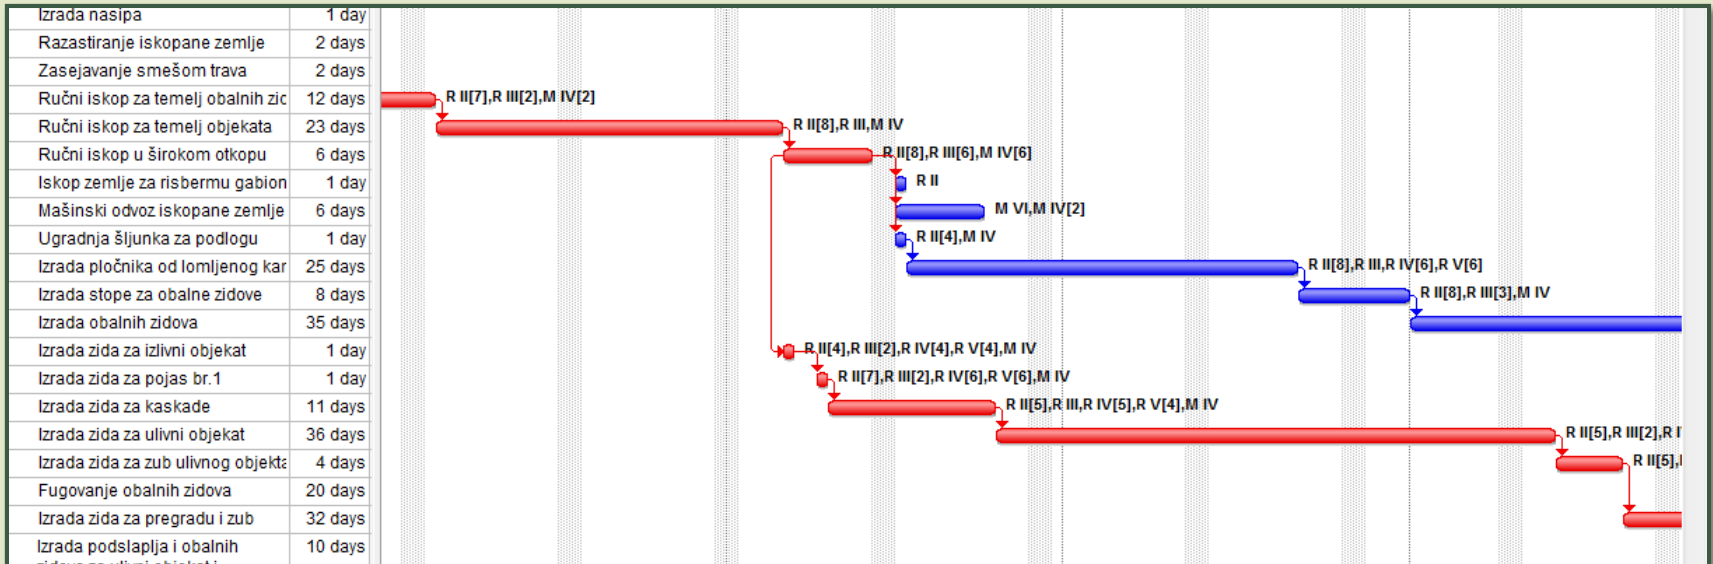 Izrada nasipa 1 day
Razastiranje iskopane zemlje 2 days
Zasejavanje smešom trava 2 days
Ručni iskop za temelj obalnih zid 12 days R II[7],R III[2],M IV[2]
Ručni iskop za temelj objekata 23 days R II[8],R III,M IV
Ručni iskop u širokom otkopu 6 days R II[8],R III[6],M IV[6]
Iskop zemlje za risbermu gabion 1 day R II
Mašinski odvoz iskopane zemlje 6 days M VI,M IV[2]
Ugradnja šljunka za podlogu 1 day R II[4],M IV
Izrada pločnika od lomljenog kar 25 days R II[8],R III,R IV[6],R V[6]
Izrada stope za obalne zidove 8 days R II[8],R III[3],M IV
Izrada obalnih zidova 35 days
Izrada zida za izlivni objekat 1 day R II[4],R III[2],R IV[4],R V[4],M IV
Izrada zida za pojas br.1 1 day R II[7],R III[2],R IV[6],R V[6],M IV
Izrada zida za kaskade 11 days R II[5],R III,R IV[5],R V[4],M IV
Izrada zida za ulivni objekat 36 days R II[5],R III[2],R I
Izrada zida za zub ulivnog objekta 4 days R II[5],
Fugovanje obalnih zidova 20 days
Izrada zida za pregradu i zub 32 days
Izrada podslaplja i obalnih 10 days